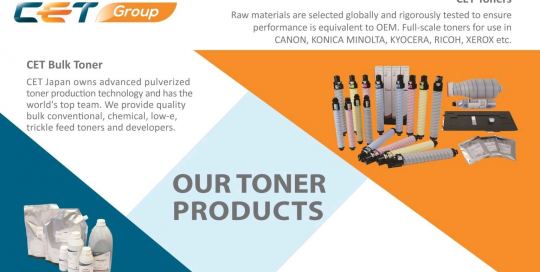 CET Group
CET Toners
Raw materials are selected globally and rigorously tested to ensure
performance is equivalent to OEM. Full-scale toners for use in
CANON, KONICA MINOLTA, KYOCERA, RICOH, XEROX etc.
CET Bulk Toner
CET Japan owns advanced pulverized
toner production technology and has the
world's top team. We provide quality
bulk conventional, chemical, low-e,
trickle feed toners and developers.
OUR TONER
PRODUCTS